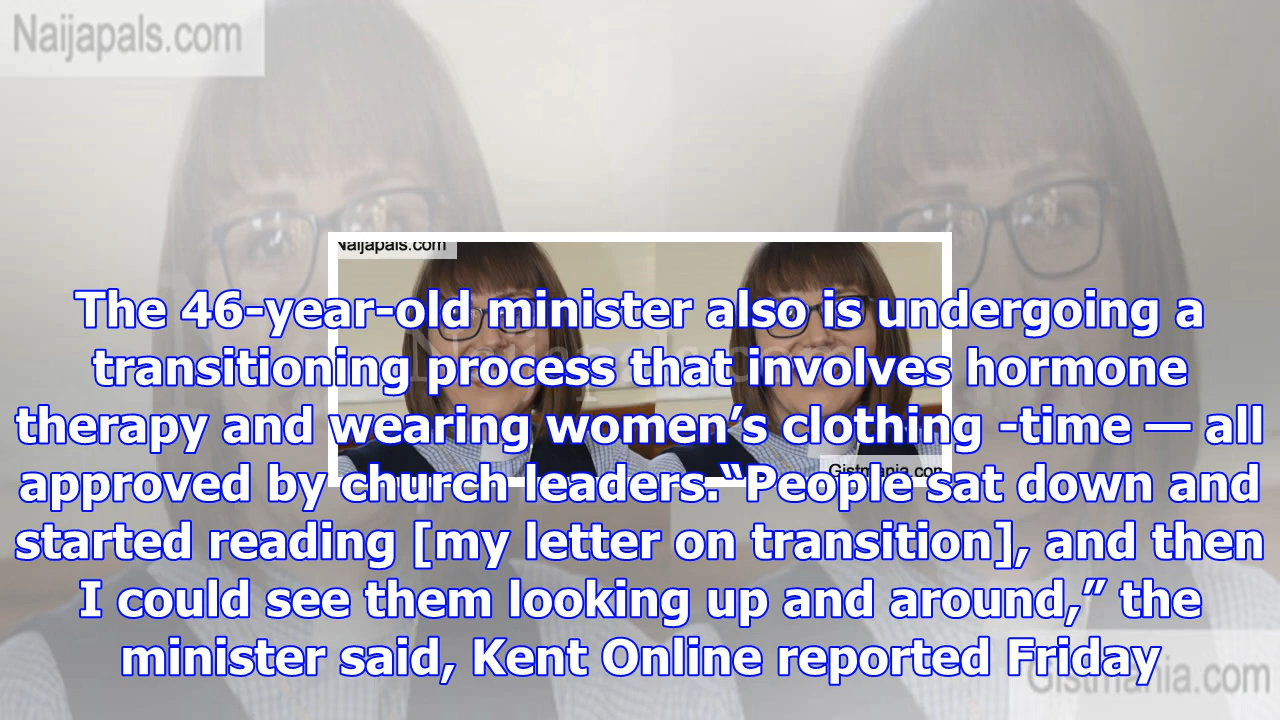 Naijapals.com
Naijapals.com
The 46-year-old minister also is undergoing a
transitioning process that involves hormone
Naijapals.com
therapy and wearing women’s clothing -time — all
Gistmania.com
approved by church leaders.“People sat down and
started reading [my letter on transition], and then
I could see them looking up and around,” the
minister said, Kent Online reported Friday
Gistmania.com